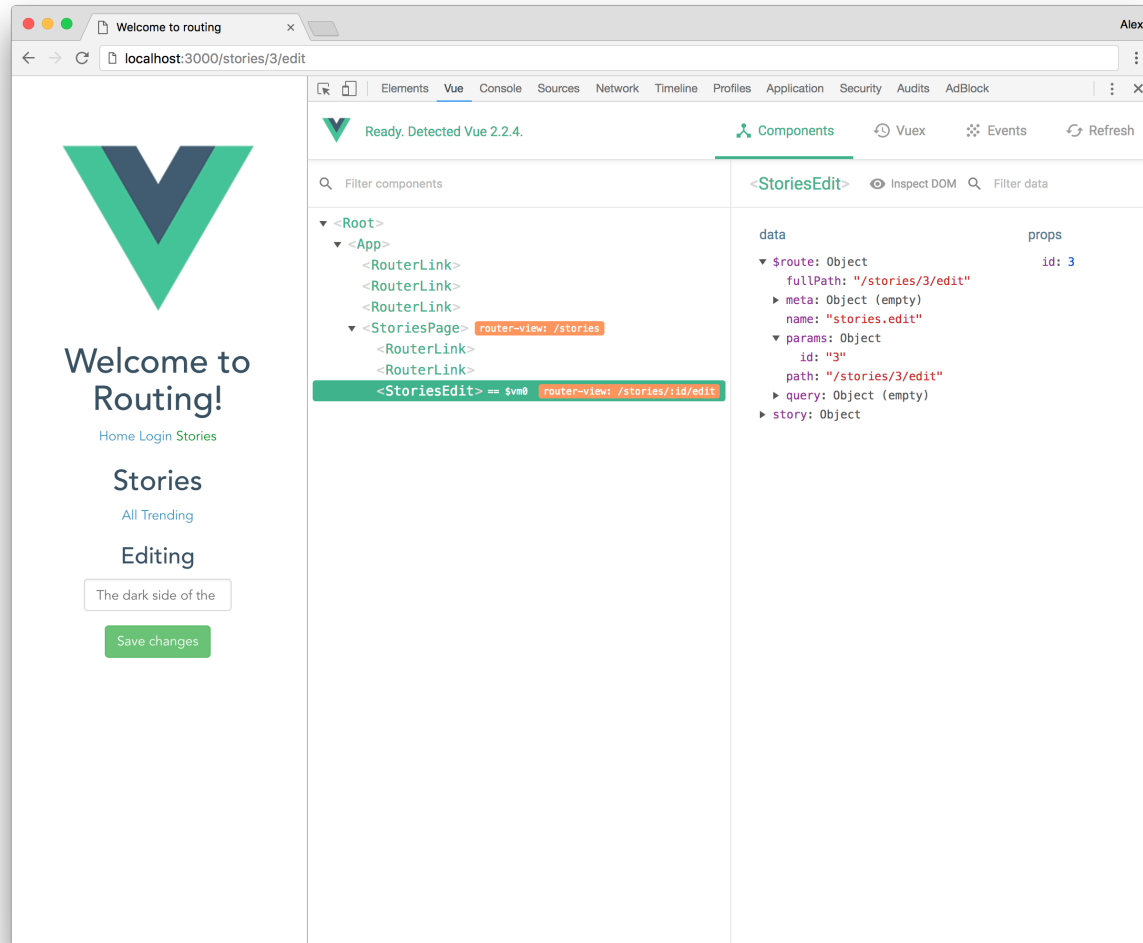 Welcome to routing
Alex
localhost:3000/stories/3/edit
Elements Vue Console Sources Network Timeline Profiles Application Security Audits AdBlock
Ready. Detected Vue 2.2.4.
Components Vuex Events Refresh
Filter components
<StoriesEdit> Inspect DOM Filter data
<Root>
<App>
<RouterLink>
<RouterLink>
<RouterLink>
<StoriesPage> router-view: /stories
<RouterLink>
<RouterLink>
<StoriesEdit> == $vm0 router-view: /stories/:id/edit
data
$route: Object
fullPath: "/stories/3/edit"
meta: Object (empty)
name: "stories.edit"
params: Object
id: "3"
path: "/stories/3/edit"
query: Object (empty)
story: Object
props
id: 3
Welcome to
Routing!
Home Login Stories
Stories
All Trending
Editing
The dark side of the
Save changes